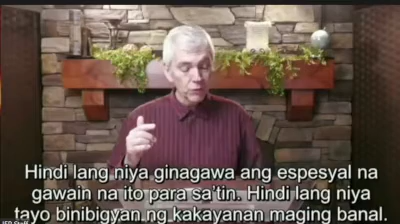 Hindi lang niya ginagawa ang espesyal na
gawain na ito para sa'tin. Hindi lang niya
tayo binibigyan ng kakayanan maging banal.